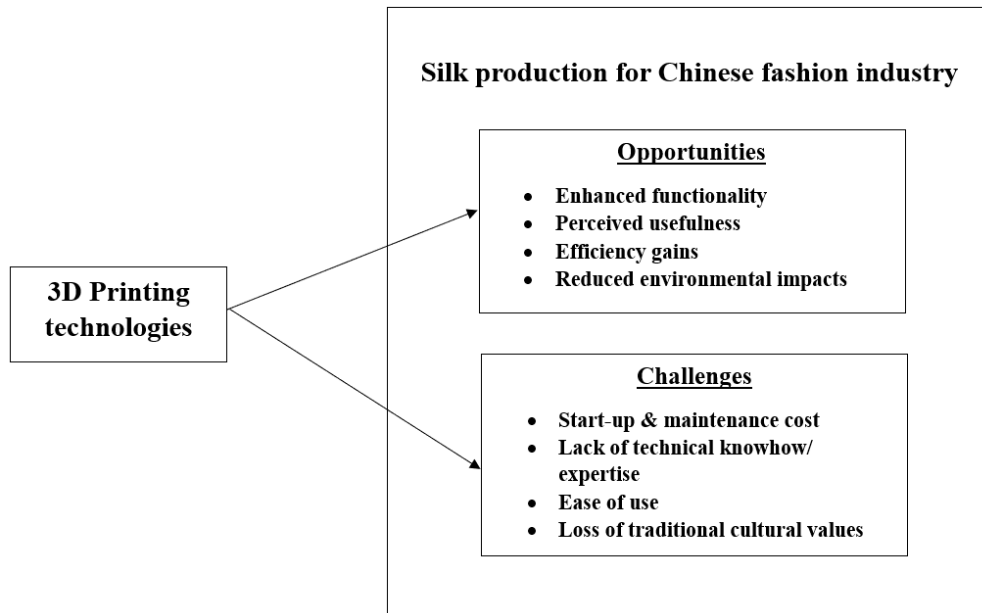 Silk production for Chinese fashion industry
Opportunities
• Enhanced functionality
• Perceived usefulness
• Efficiency gains
• Reduced environmental impacts
3D Printing
technologies
Challenges
• Start-up & maintenance cost
• Lack of technical knowhow/
expertise
• Ease of use
• Loss of traditional cultural values